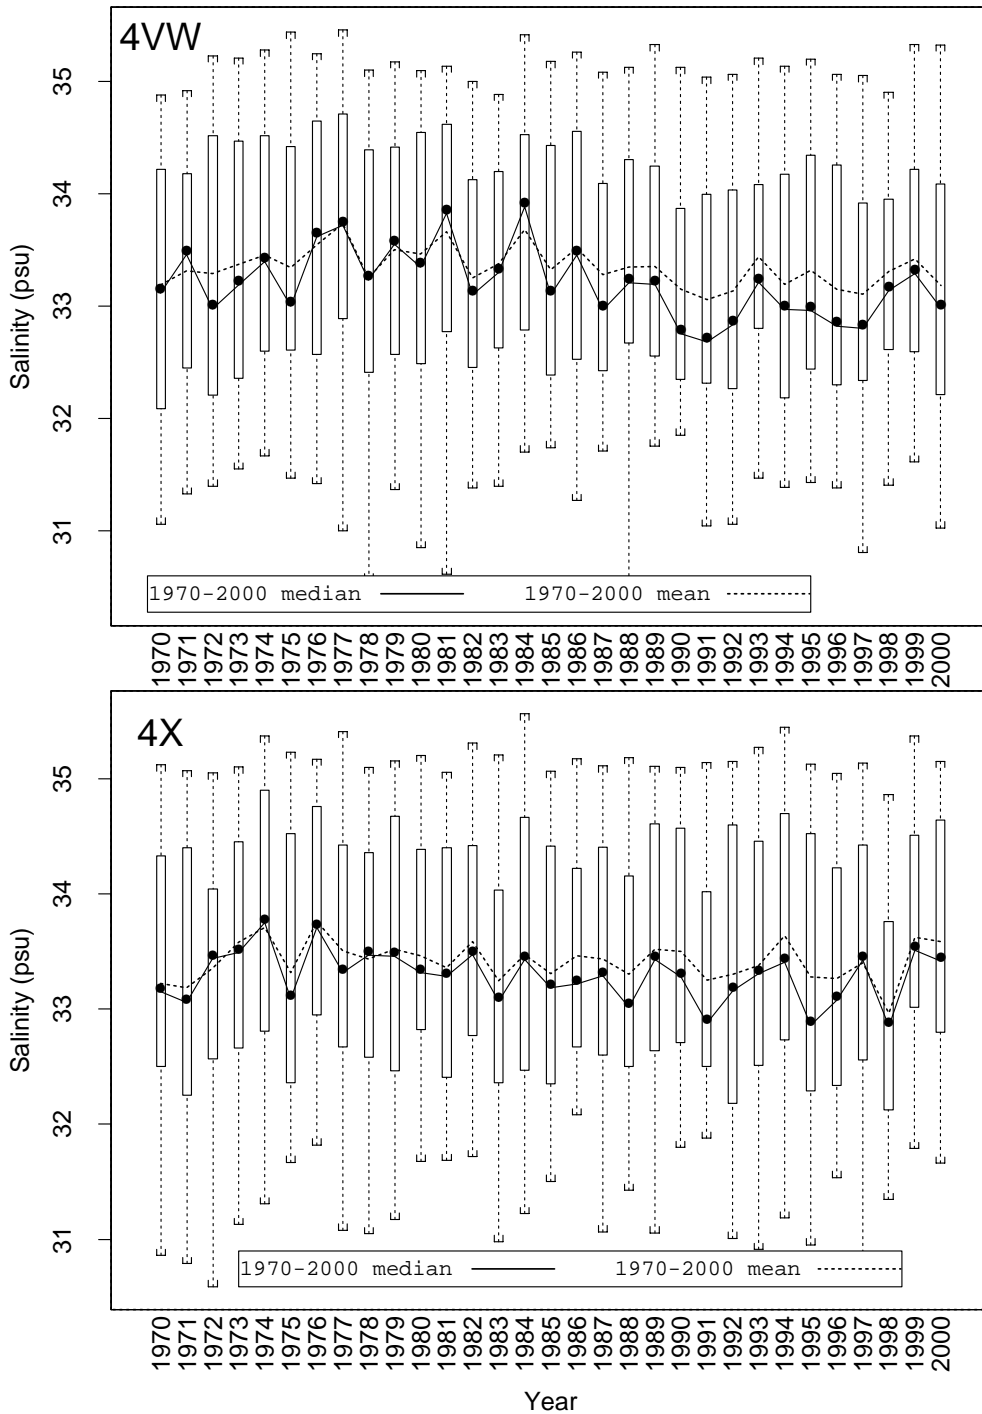 4VW
35
34
33
32
31
Salinity (psu)
1970-2000 median 1970-2000 mean
1970 1971 1972 1973 1974 1975 1976 1977 1978 1979 1980 1981 1982 1983 1984 1985 1986 1987 1988 1989 1990 1991 1992 1993 1994 1995 1996 1997 1998 1999 2000
4X
35
34
33
32
31
Salinity (psu)
1970-2000 median 1970-2000 mean
1970 1971 1972 1973 1974 1975 1976 1977 1978 1979 1980 1981 1982 1983 1984 1985 1986 1987 1988 1989 1990 1991 1992 1993 1994 1995 1996 1997 1998 1999 2000
Year